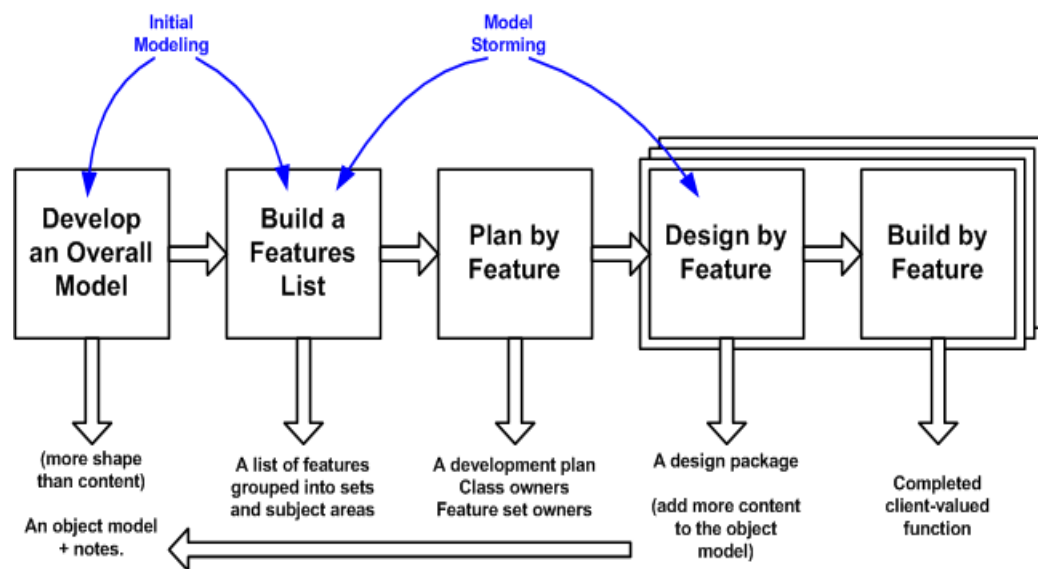 Initial
Modeling
Model
Storming
Develop
an Overall
Model
Build a
Features
List
Plan by
Feature
Design by
Feature
Build by
Feature
(more shape
than content)
An object model
+ notes.
A list of features
grouped into sets
and subject areas
A development plan
Class owners
Feature set owners
A design package
(add more content
to the object
model)
Completed
client-valued
function